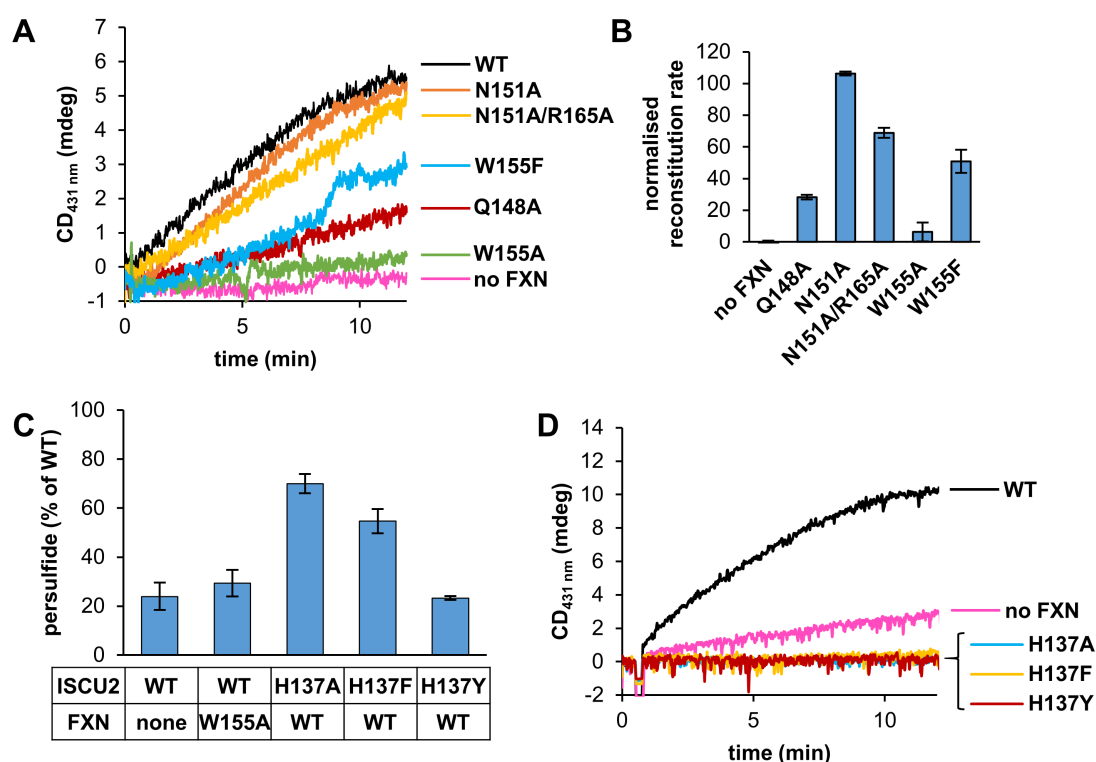 A
CD431 nm (mdeg)
7
6
5
4
3
2
1
0
-1
0
5
10
time (min)
WT
N151A
N151A/R165A
W155F
Q148A
W155A
no FXN
B
normalised
reconstitution rate
120
100
80
60
40
20
0
no FXN
Q148A
N151A
N151A/R165A
W155A
W155F
C
persulfide (% of WT)
100
80
60
40
20
0
ISCU2 WT WT H137A H137F H137Y
FXN none W155A WT WT WT
D
CD431 nm (mdeg)
14
12
10
8
6
4
2
0
-2
0
5
10
time (min)
WT
no FXN
H137A
H137F
H137Y